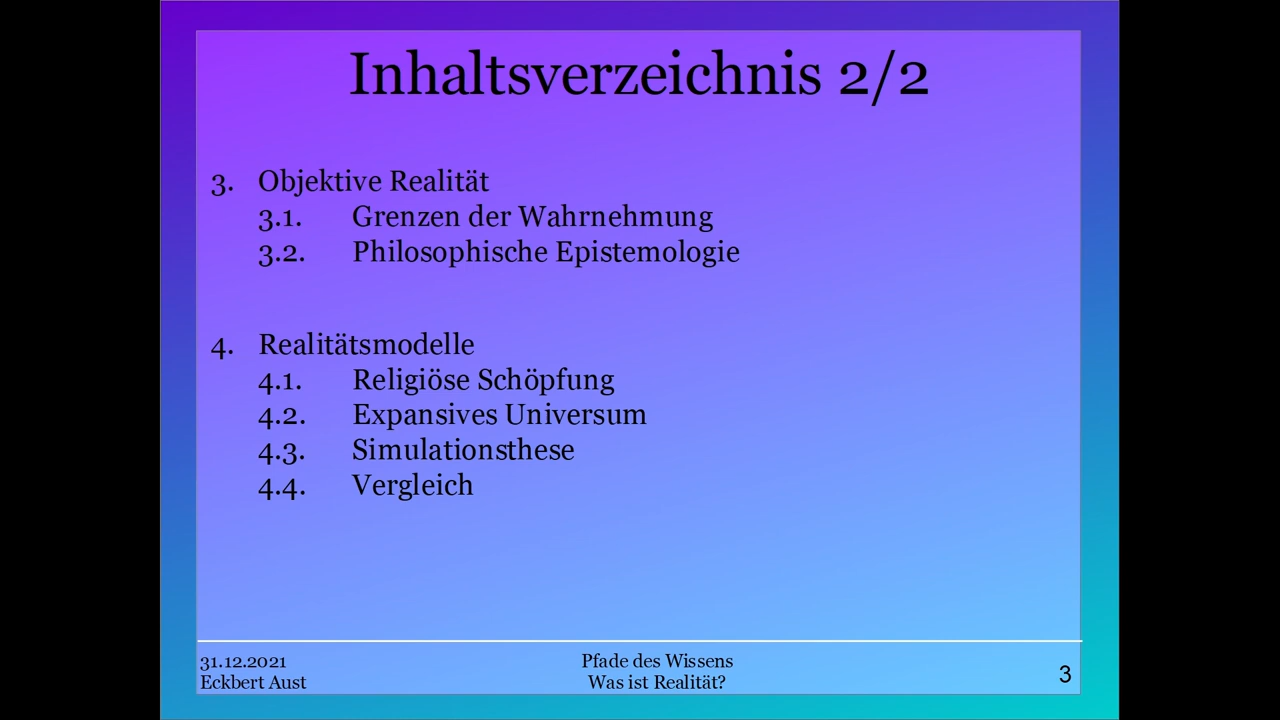 Inhaltsverzeichnis 2/2
3. Objektive Realität
3.1. Grenzen der Wahrnehmung
3.2. Philosophische Epistemologie
4. Realitätsmodelle
4.1. Religiöse Schöpfung
4.2. Expansives Universum
4.3. Simulationsthese
4.4. Vergleich
31.12.2021
Eckbert Aust
Pfade des Wissens
Was ist Realität?
3